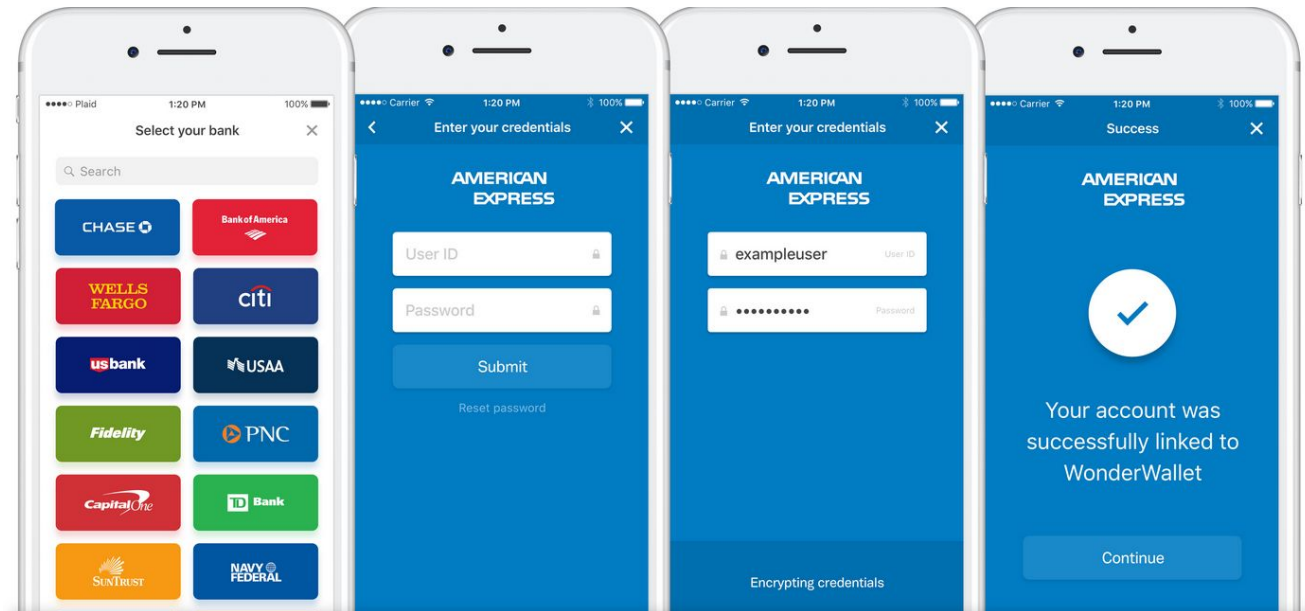 Plaid 1:20 PM 100%
Select your bank
Search
CHASE
Bank of America
WELLS
FARGO
citi
usbank
USAA
Fidelity
PNC
Capital One
TD Bank
SUNTRUST
NAVY
FEDERAL
Carrier 1:20 PM 100%
Enter your credentials
AMERICAN
EXPRESS
User ID
Password
Submit
Reset password
Carrier 1:20 PM 100%
Enter your credentials
AMERICAN
EXPRESS
exampleuser User ID
•••••••••• Password
Encrypting credentials
Carrier 1:20 PM 100%
Success
AMERICAN
EXPRESS
Your account was
successfully linked to
WonderWallet
Continue